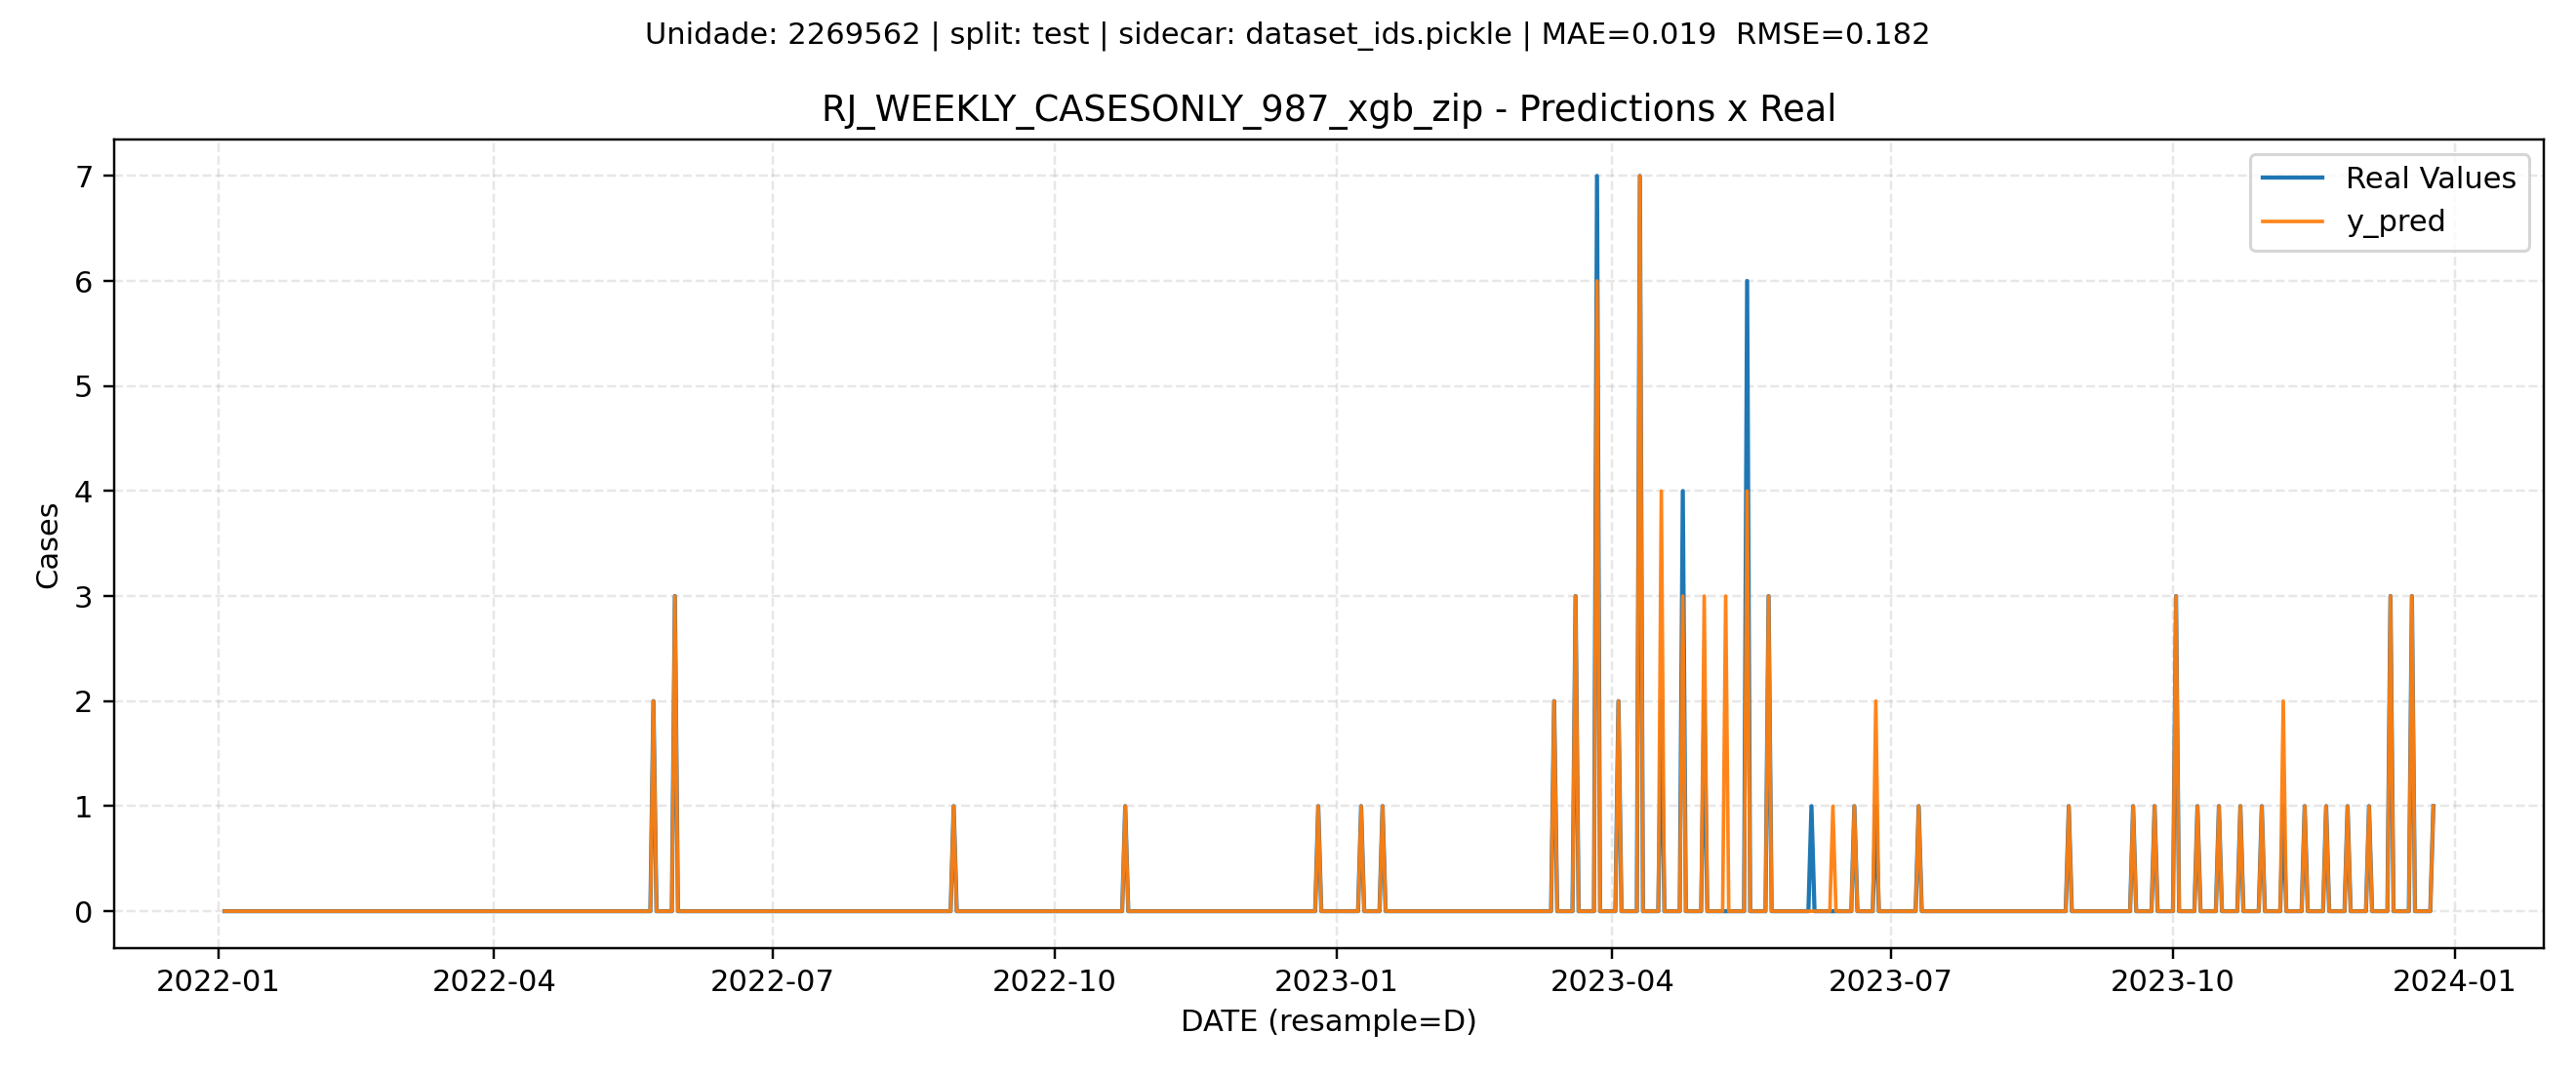 Unidade: 2269562 | split: test | sidecar: dataset_ids.pickle | MAE=0.019  RMSE=0.182
RJ_WEEKLY_CASESONLY_987_xgb_zip - Predictions x Real
Real Values
y_pred
7
6
5
4
3
2
1
0
Cases
2022-01
2022-04
2022-07
2022-10
2023-01
2023-04
2023-07
2023-10
2024-01
DATE (resample=D)